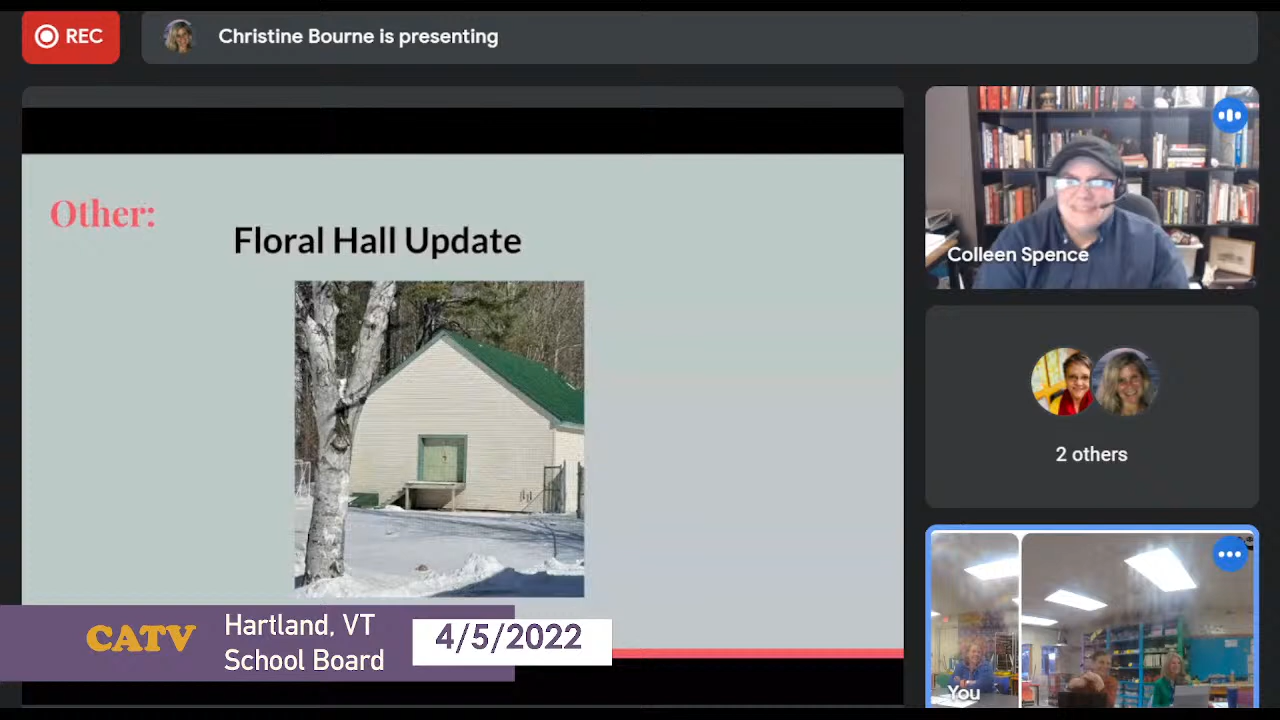 REC
Christine Bourne is presenting
Other:
Floral Hall Update
Colleen Spence
2 others
You
CATV
Hartland, VT
School Board
4/5/2022